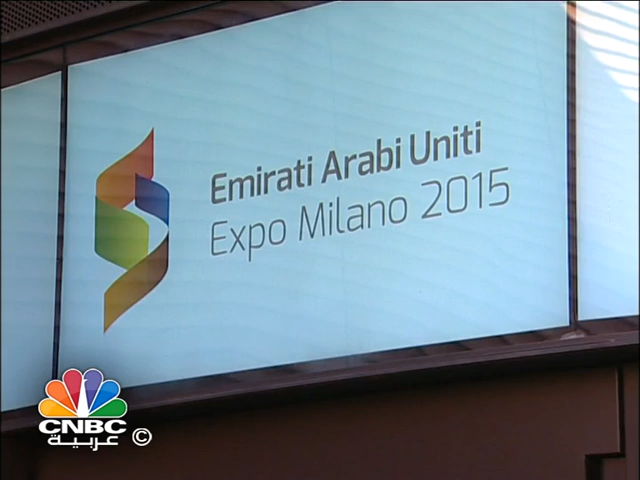 Emirati Arabi Uniti
Expo Milano 2015
CNBC
عربية ©